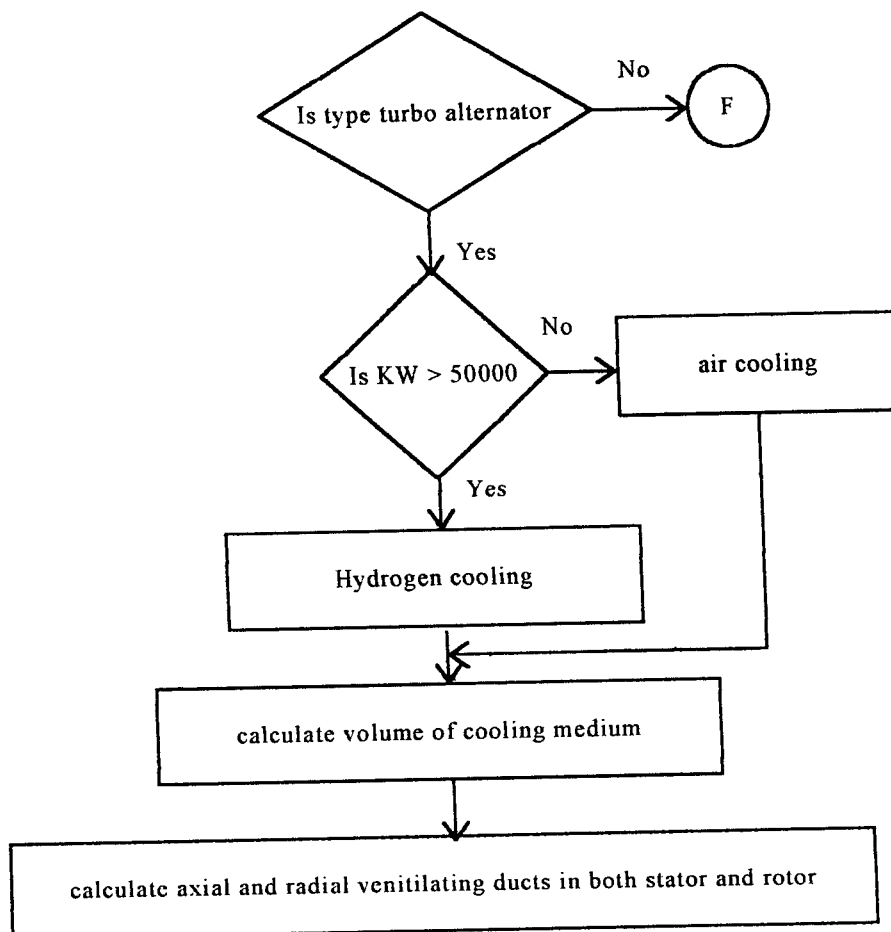 No
Is type turbo alternator
F
Yes
No
Is KW > 50000
air cooling
Yes
Hydrogen cooling
calculate volume of cooling medium
calculate axial and radial venitilating ducts in both stator and rotor